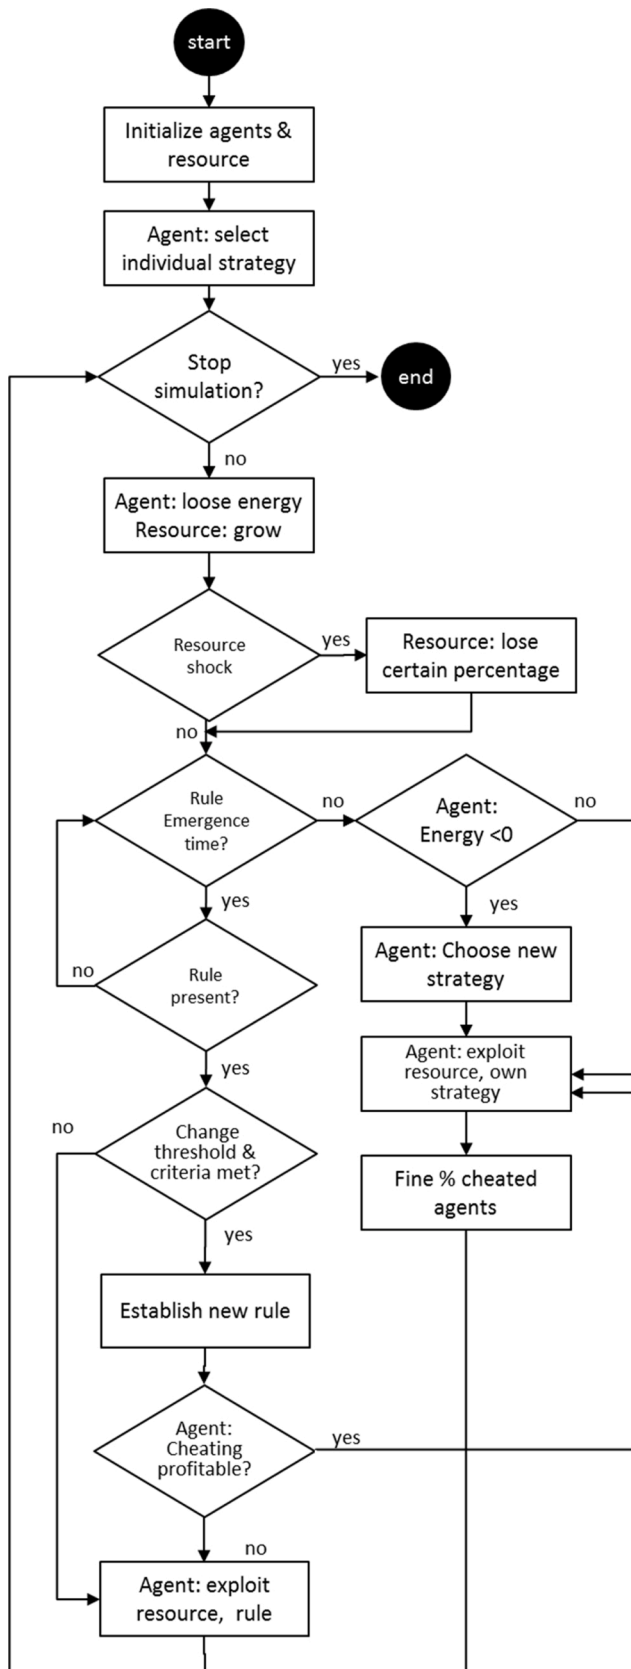 start
Initialize agents &
resource
Agent: select
individual strategy
Stop
simulation?
yes
end
no
Agent: loose energy
Resource: grow
Resource
shock
yes
Resource: lose
certain percentage
no
Rule
Emergence
time?
no
Agent:
Energy <0
no
yes
yes
Agent: Choose new
strategy
no
Rule
present?
yes
Agent: exploit
resource, own
strategy
no
Change
threshold &
criteria met?
Fine % cheated
agents
yes
Establish new rule
Agent:
Cheating
profitable?
yes
no
Agent: exploit
resource, rule